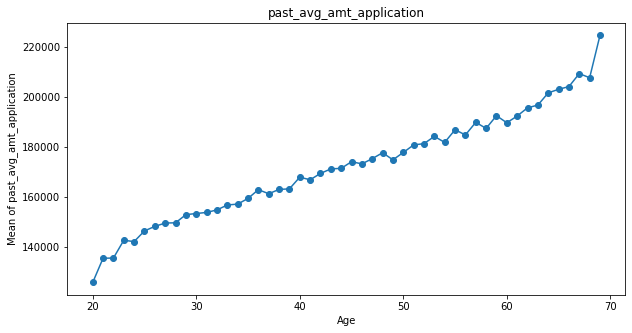 past_avg_amt_application
220000
200000
180000
160000
140000
Mean of past_avg_amt_application
20 30 40 50 60 70
Age